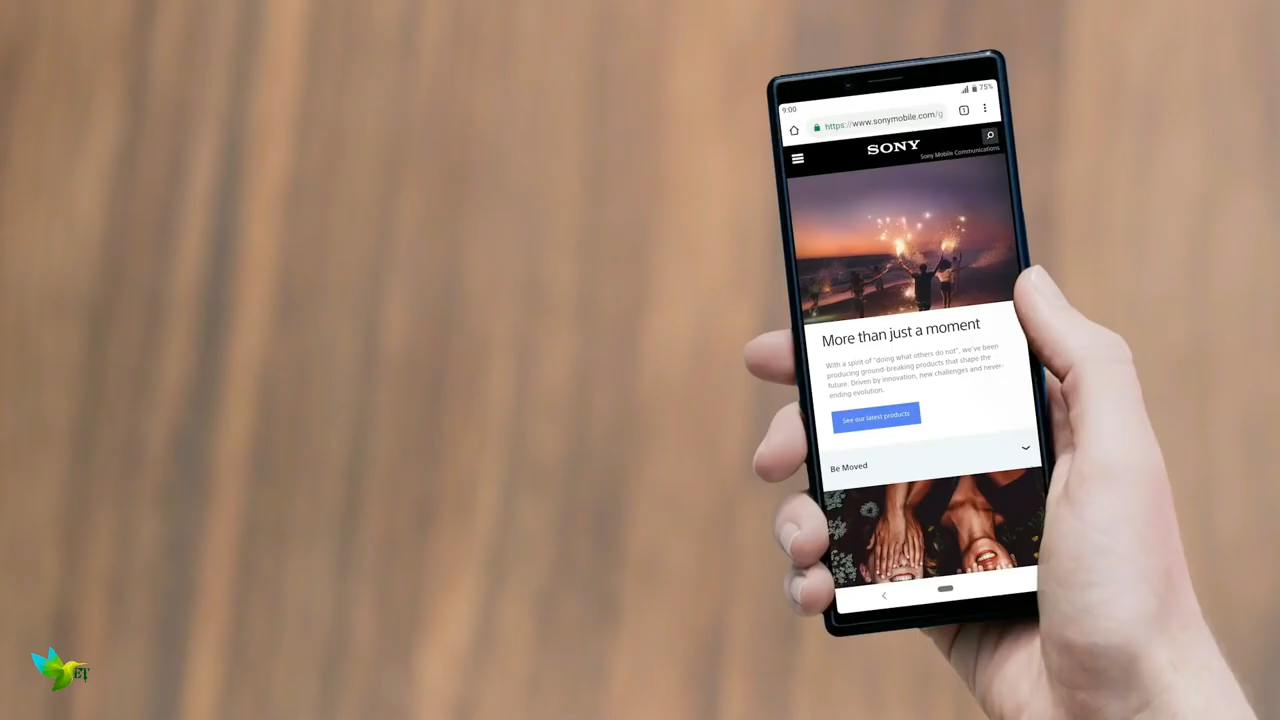 9:00
75%
https://www.sonymobile.com/g
1
SONY
Sony Mobile Communications
More than just a moment
With a spirit of "doing what others do not", we've been
producing ground-breaking products that shape the
future. Driven by innovation, new challenges and never-
ending evolution.
See our latest products
Be Moved
ET